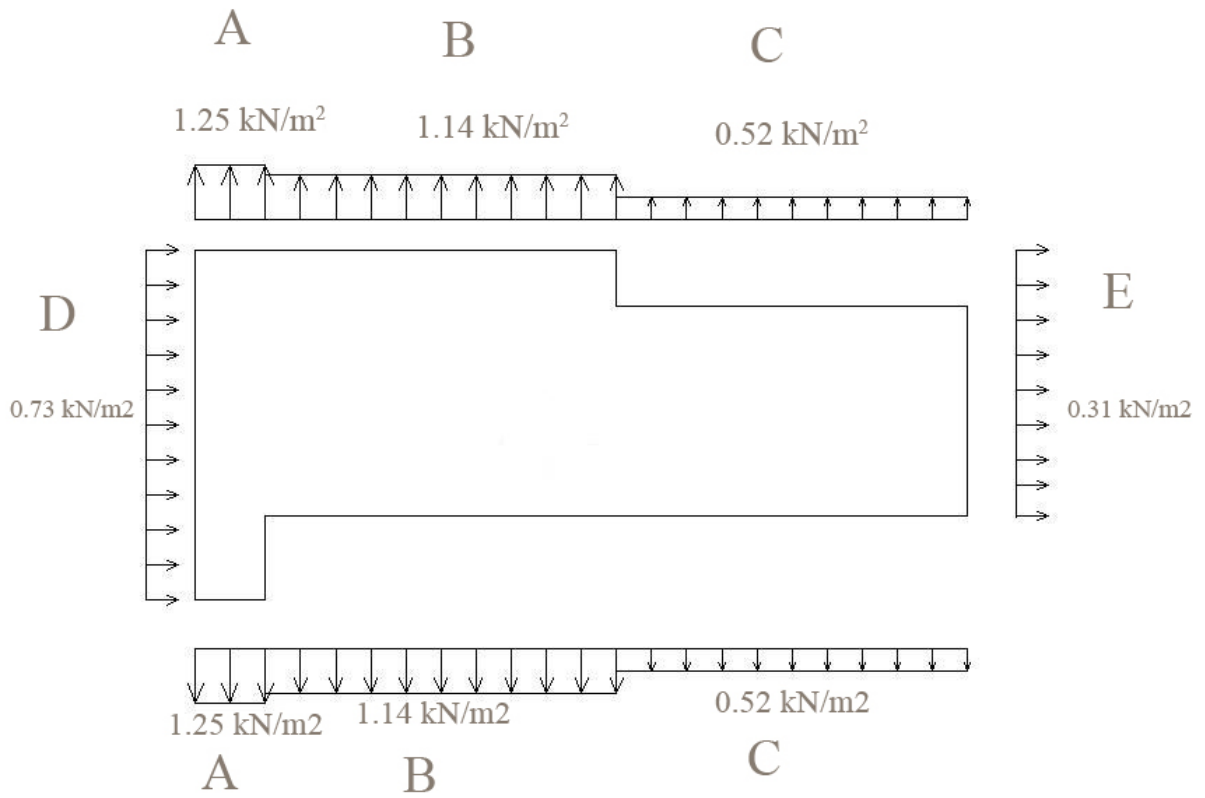 A
B
C
1.25 kN/m²
1.14 kN/m²
0.52 kN/m²
D
E
0.73 kN/m2
0.31 kN/m2
1.25 kN/m2
1.14 kN/m2
0.52 kN/m2
A
B
C